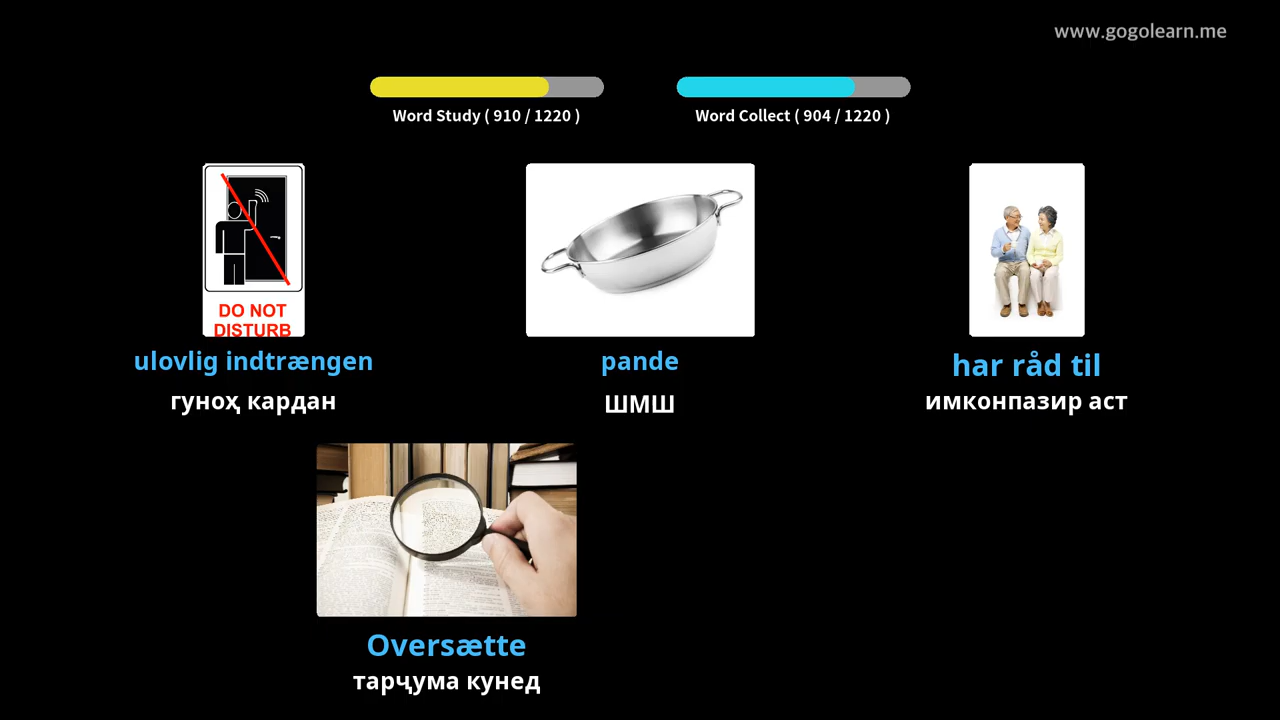 www.gogolearn.me
Word Study ( 910 / 1220 )
Word Collect ( 904 / 1220 )
DO NOT
DISTURB
ulovlig indtrængen
гуноҳ кардан
pande
ШМШ
har råd til
имконпазир аст
Oversætte
тарҷума кунед